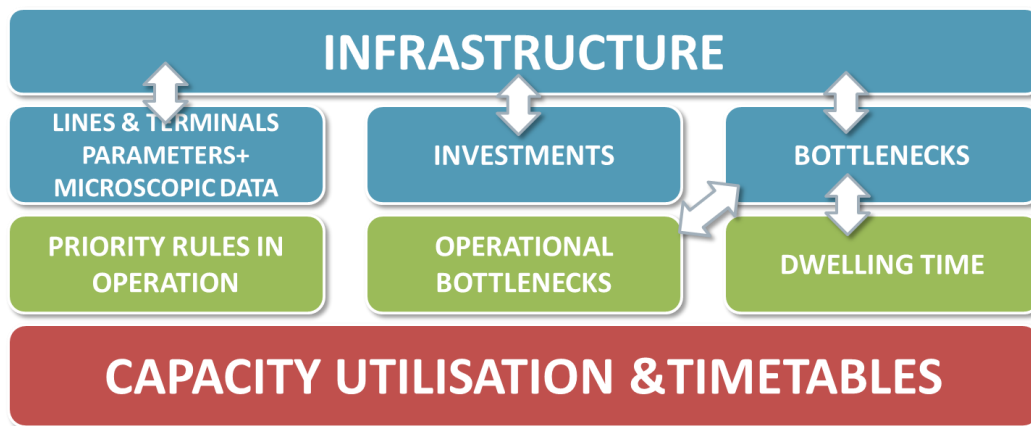 INFRASTRUCTURE
LINES & TERMINALS
PARAMETERS+
MICROSCOPIC DATA
INVESTMENTS
BOTTLENECKS
PRIORITY RULES IN
OPERATION
OPERATIONAL
BOTTLENECKS
DWELLING TIME
CAPACITY UTILISATION &TIMETABLES